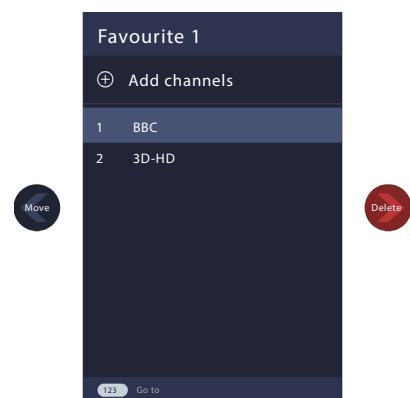 Favourite 1
Add channels
1 BBC
2 3D-HD
Move
Delete
123 Go to